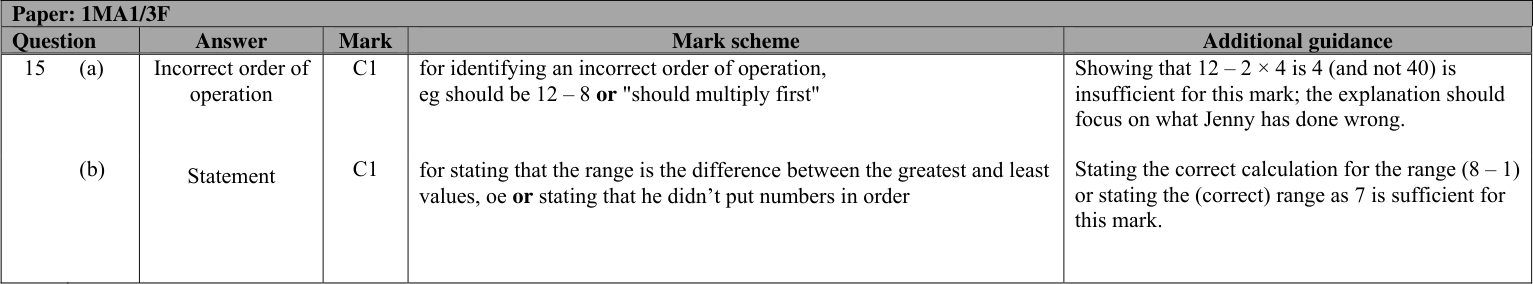 Paper: 1MA1/3F
Question Answer Mark Mark scheme Additional guidance
15 (a) Incorrect order of operation C1 for identifying an incorrect order of operation,
eg should be 12 – 8 or "should multiply first"
Showing that 12 – 2 × 4 is 4 (and not 40) is
insufficient for this mark; the explanation should
focus on what Jenny has done wrong.
(b) Statement C1 for stating that the range is the difference between the greatest and least
values, oe or stating that he didn’t put numbers in order
Stating the correct calculation for the range (8 – 1)
or stating the (correct) range as 7 is sufficient for
this mark.